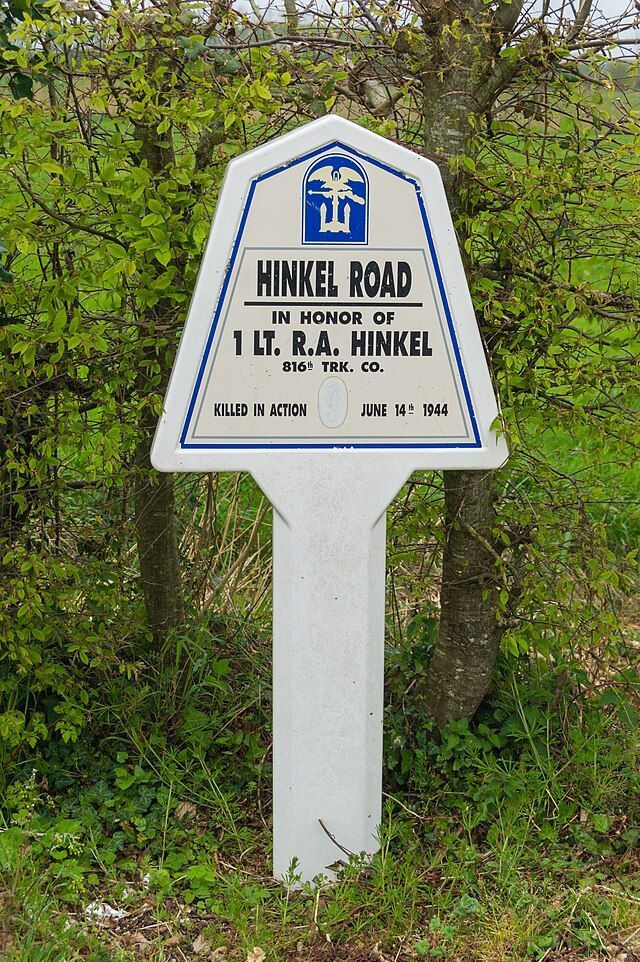 HINKEL ROAD
IN HONOR OF
1 LT. R.A. HINKEL
816th TRK. CO.
KILLED IN ACTION JUNE 14th 1944